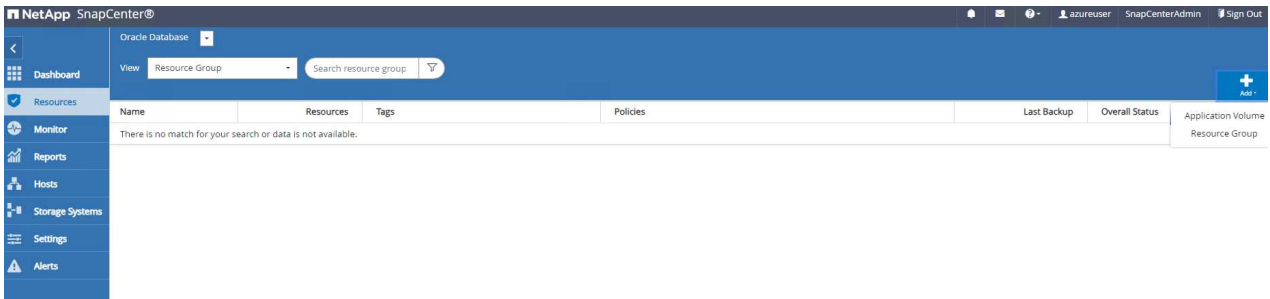 NetApp SnapCenter®
azureuser SnapCenterAdmin Sign Out
Oracle Database
Dashboard
View Resource Group Search resource group
Add
Resources
Name Resources Tags Policies Last Backup Overall Status
Application Volume
Monitor
There is no match for your search or data is not available.
Resource Group
Reports
Hosts
Storage Systems
Settings
Alerts